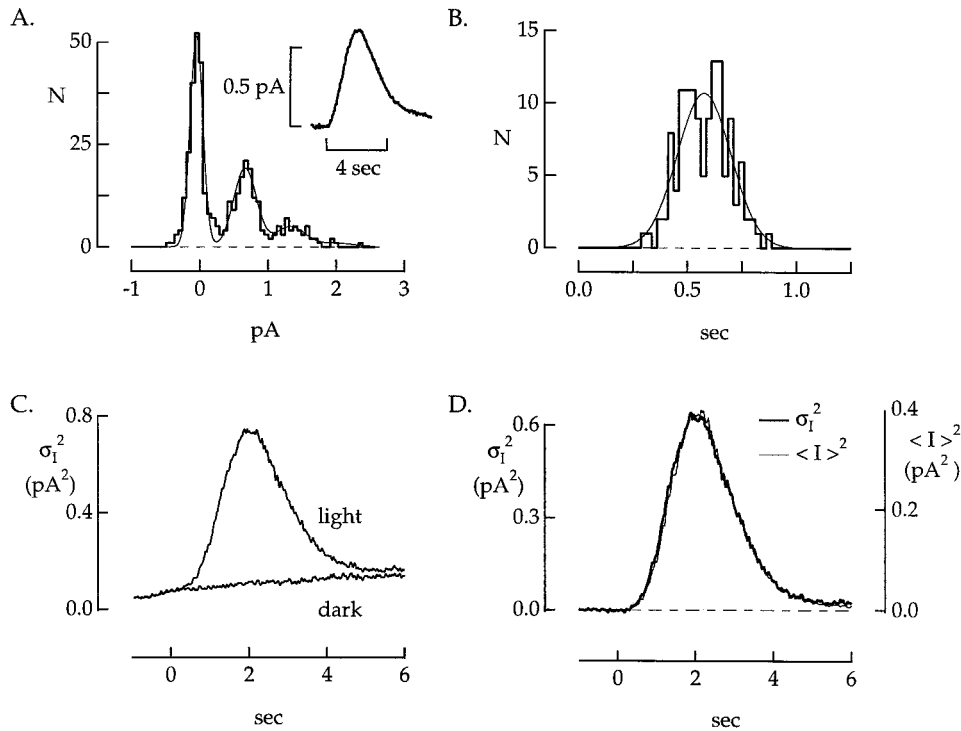 A.
50
25
0
N
0.5 pA
4 sec
-1 0 1 2 3
pA
B.
15
10
5
0
N
0.0 0.5 1.0
sec
C.
0.8
0.4
0.0
σI²
(pA²)
light
dark
0 2 4 6
sec
D.
0.6
0.3
0.0
σI²
(pA²)
σI²
< I >²
0.4
0.2
0.0
< I >²
(pA²)
0 2 4 6
sec